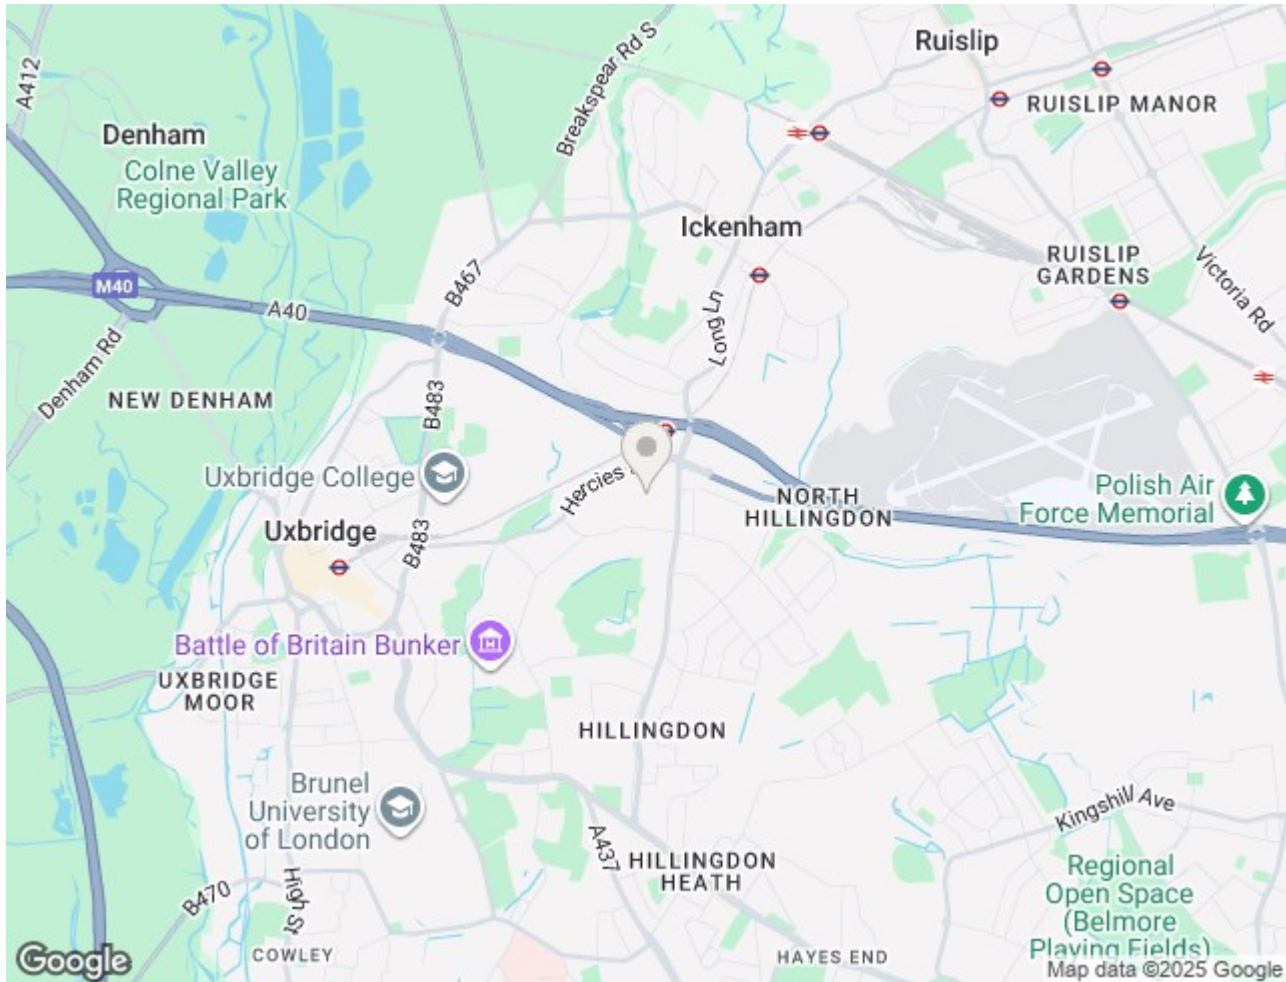 Ruislip
RUISLIP MANOR
A412
Denham
Colne Valley
Regional Park
Breakspear Rd S
Ickenham
RUISLIP
GARDENS
Victoria Rd
M40
A40
B467
Long Ln
Denham Rd
NEW DENHAM
B483
Uxbridge College
Hercies
NORTH
HILLINGDON
Polish Air
Force Memorial
Uxbridge
B483
Battle of Britain Bunker
UXBRIDGE
MOOR
HILLINGDON
Brunel
University
of London
Kingshill Ave
A437
HILLINGDON
HEATH
Regional
Open Space
(Belmore
Playing Fields)
B470
High St
COWLEY
HAYES END
Google
Map data ©2025 Google